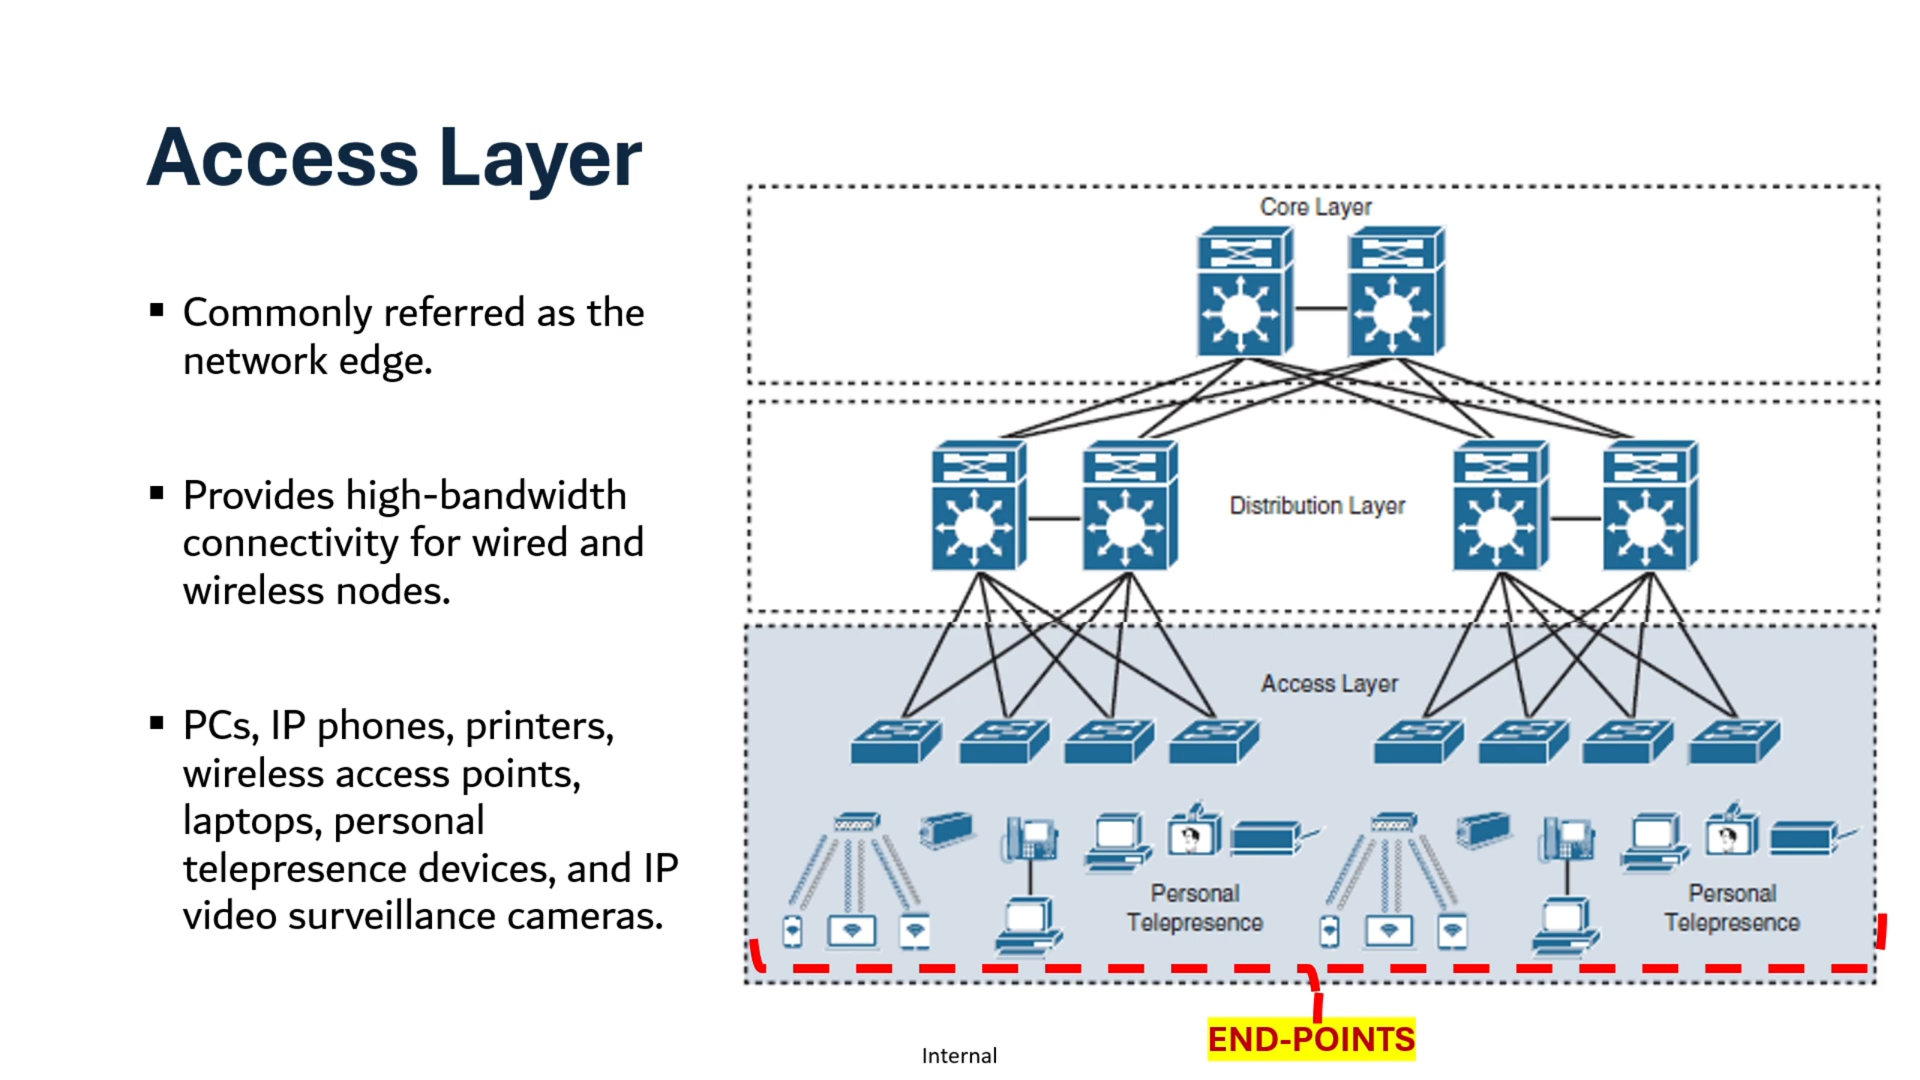 Access Layer
▪ Commonly referred as the
network edge.
▪ Provides high-bandwidth
connectivity for wired and
wireless nodes.
▪ PCs, IP phones, printers,
wireless access points,
laptops, personal
telepresence devices, and IP
video surveillance cameras.
Core Layer
Distribution Layer
Access Layer
Personal
Telepresence
Personal
Telepresence
END-POINTS
Internal